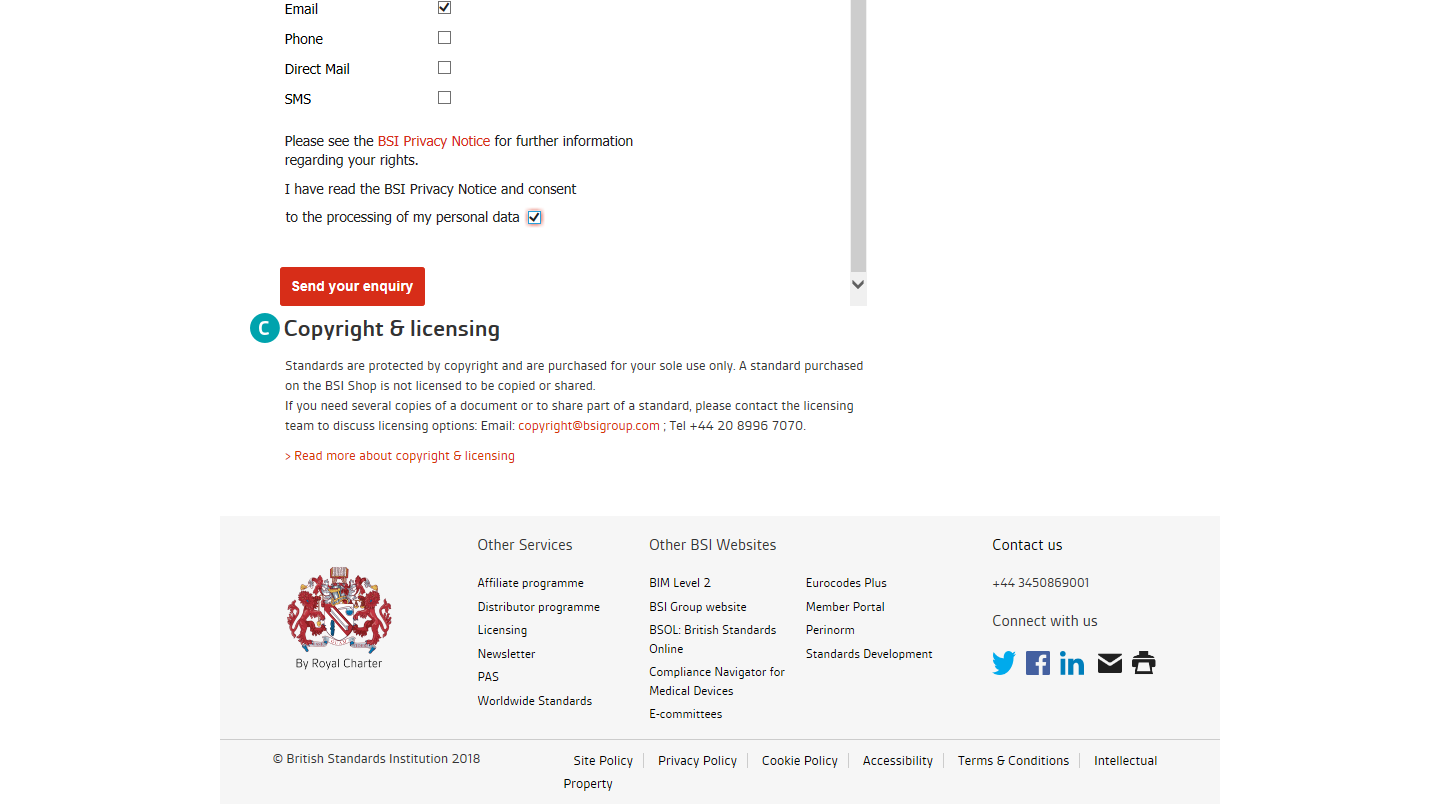 Email
Phone
Direct Mail
SMS
Please see the BSI Privacy Notice for further information
regarding your rights.
I have read the BSI Privacy Notice and consent
to the processing of my personal data
Send your enquiry
C Copyright & licensing
Standards are protected by copyright and are purchased for your sole use only. A standard purchased
on the BSI Shop is not licensed to be copied or shared.
If you need several copies of a document or to share part of a standard, please contact the licensing
team to discuss licensing options: Email: copyright@bsigroup.com ; Tel +44 20 8996 7070.
> Read more about copyright & licensing
By Royal Charter
Other Services
Affiliate programme
Distributor programme
Licensing
Newsletter
PAS
Worldwide Standards
Other BSI Websites
BIM Level 2
BSI Group website
BSOL: British Standards
Online
Compliance Navigator for
Medical Devices
E-committees
Eurocodes Plus
Member Portal
Perinorm
Standards Development
Contact us
+44 3450869001
Connect with us
© British Standards Institution 2018
Site Policy
Privacy Policy
Cookie Policy
Accessibility
Terms & Conditions
Intellectual
Property